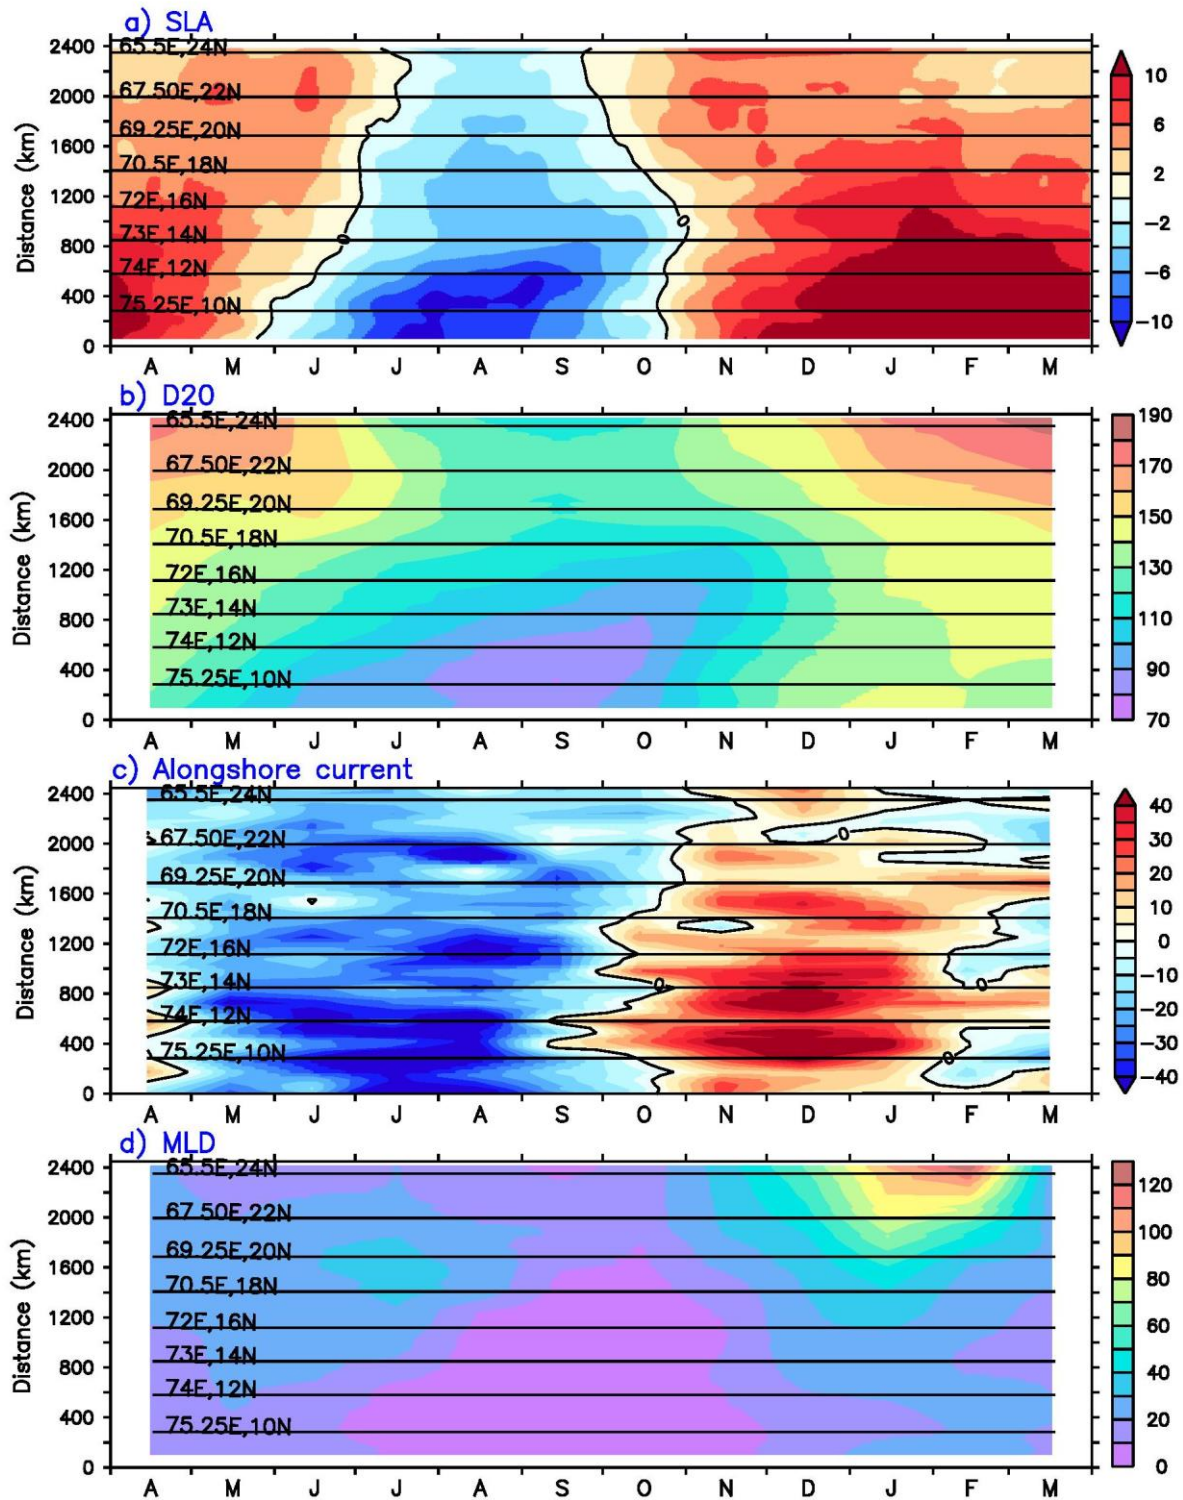 a) SLA
2400
2000
1600
1200
800
400
0
Distance (km)
65.5E,24N
67.50E,22N
69.25E,20N
70.5E,18N
72E,16N
73E,14N
74E,12N
75.25E,10N
0
0
A M J J A S O N D J F M
10
6
2
-2
-6
-10
b) D20
2400
2000
1600
1200
800
400
0
Distance (km)
65.5E,24N
67.50E,22N
69.25E,20N
70.5E,18N
72E,16N
73E,14N
74E,12N
75.25E,10N
A M J J A S O N D J F M
190
170
150
130
110
90
70
c) Alongshore current
2400
2000
1600
1200
800
400
0
Distance (km)
65.5E,24N
67.50E,22N
69.25E,20N
70.5E,18N
72E,16N
73E,14N
74E,12N
75.25E,10N
0
0
0
0
A M J J A S O N D J F M
40
30
20
10
0
-10
-20
-30
-40
d) MLD
2400
2000
1600
1200
800
400
0
Distance (km)
65.5E,24N
67.50E,22N
69.25E,20N
70.5E,18N
72E,16N
73E,14N
74E,12N
75.25E,10N
A M J J A S O N D J F M
120
100
80
60
40
20
0